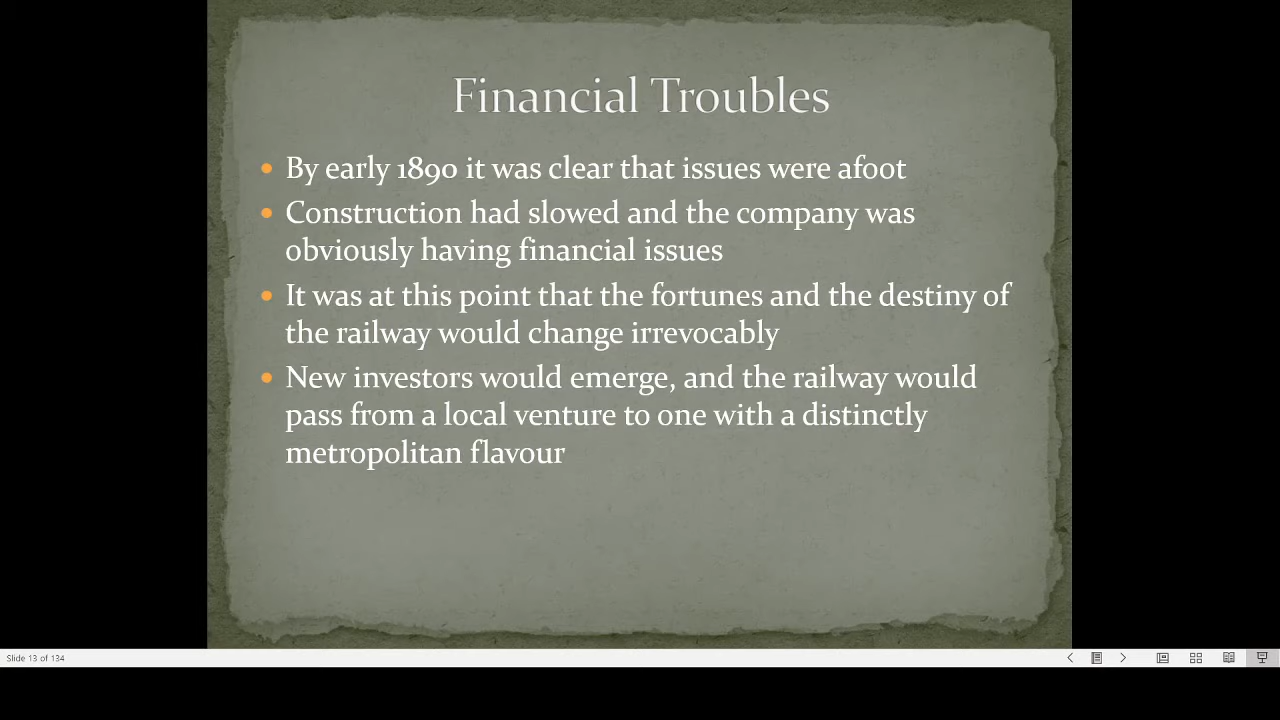 Financial Troubles
By early 1890 it was clear that issues were afoot
Construction had slowed and the company was
obviously having financial issues
It was at this point that the fortunes and the destiny of
the railway would change irrevocably
New investors would emerge, and the railway would
pass from a local venture to one with a distinctly
metropolitan flavour
Slide 13 of 134